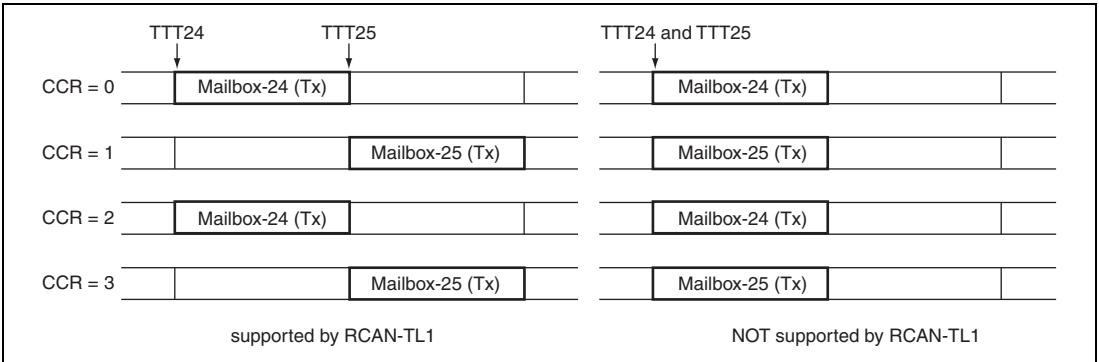 TTT24 TTT25 TTT24 and TTT25
CCR = 0 Mailbox-24 (Tx) Mailbox-24 (Tx)
CCR = 1 Mailbox-25 (Tx) Mailbox-25 (Tx)
CCR = 2 Mailbox-24 (Tx) Mailbox-24 (Tx)
CCR = 3 Mailbox-25 (Tx) Mailbox-25 (Tx)
supported by RCAN-TL1 NOT supported by RCAN-TL1